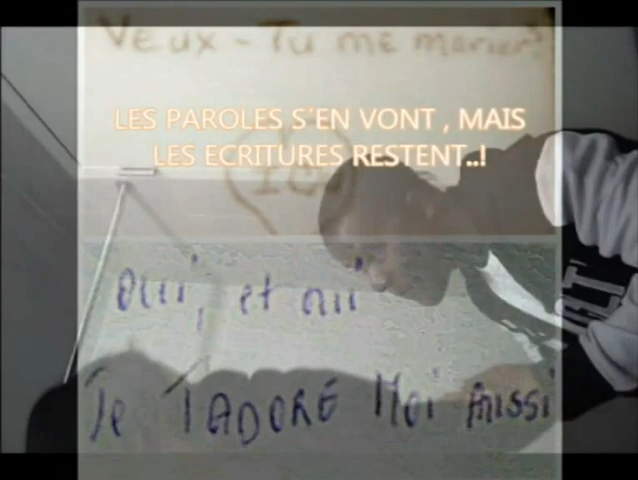 Veux-Tu me marier?
LES PAROLES S'EN VONT , MAIS
LES ECRITURES RESTENT..!
ICI
oui, et oui
Je T'ADORE Moi Aussi